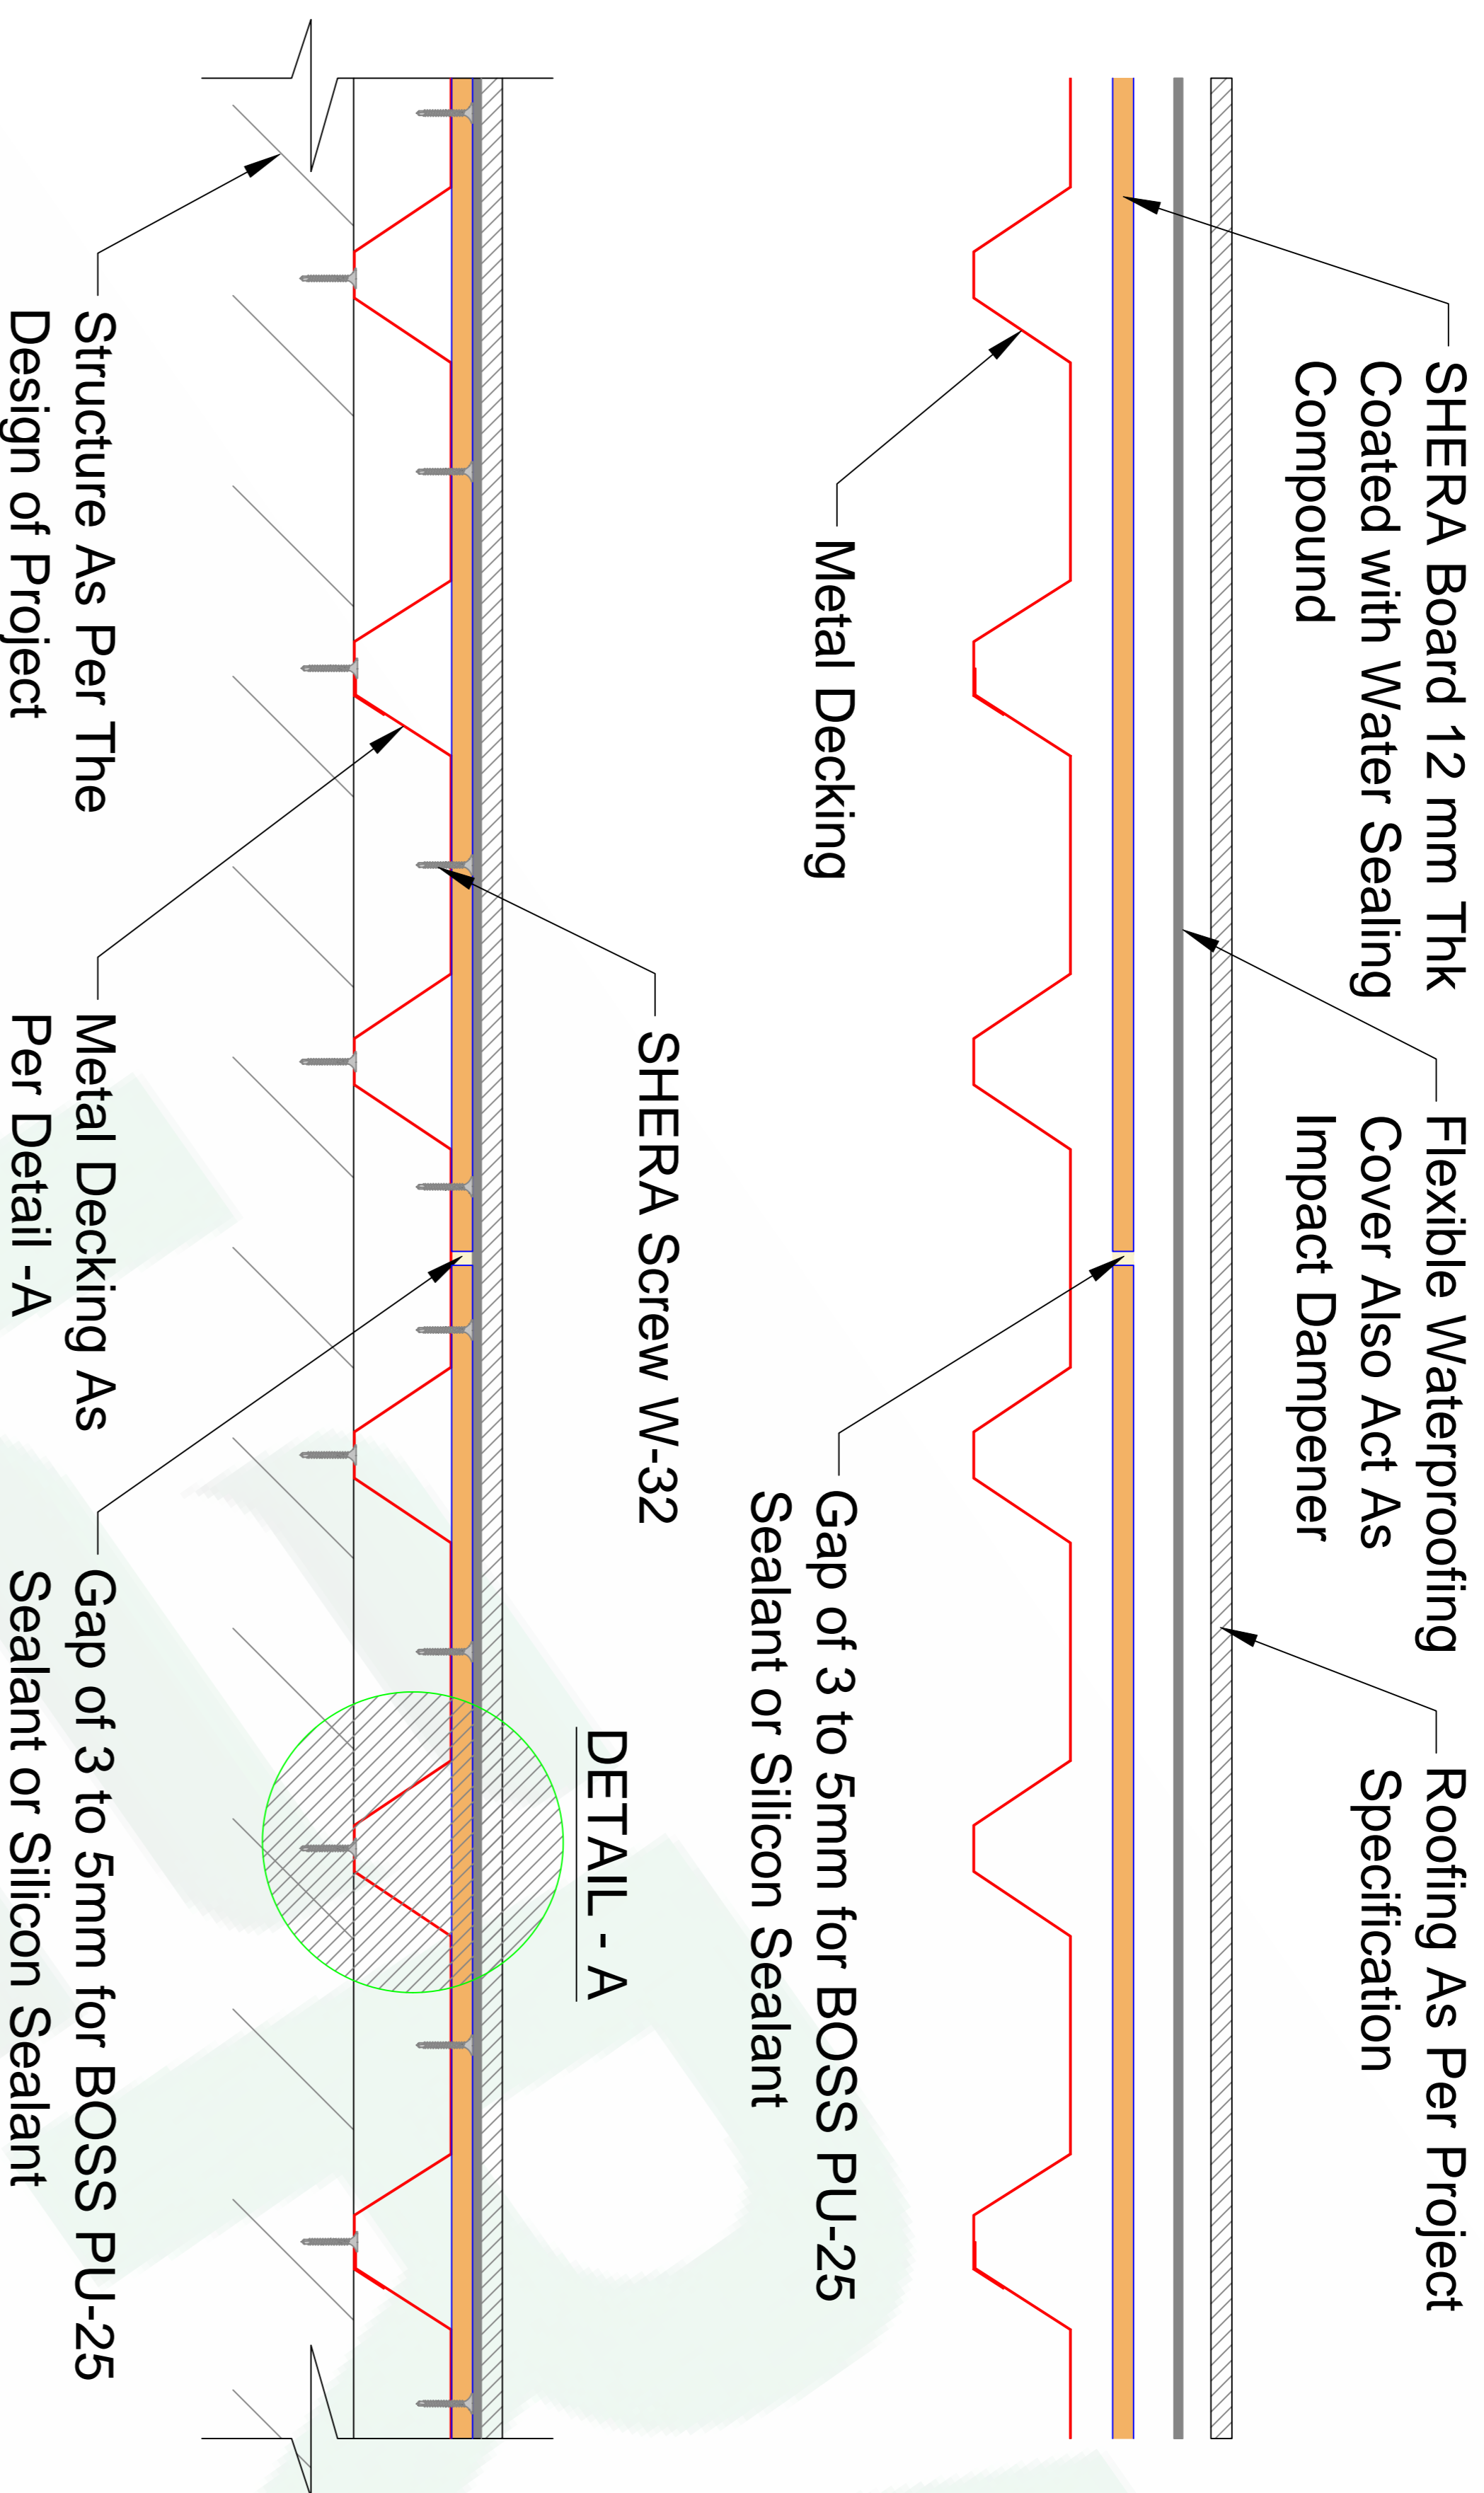 SHERA Board 12 mm Thk
Coated with Water Sealing
Compound
Flexible Waterproofing
Cover Also Act As
Impact Dampener
Roofing As Per Project
Specification
Metal Decking
Gap of 3 to 5mm for BOSS PU-25
Sealant or Silicon Sealant
SHERA Screw W-32
DETAIL - A
Structure As Per The
Design of Project
Metal Decking As
Per Detail -A
Gap of 3 to 5mm for BOSS PU-25
Sealant or Silicon Sealant